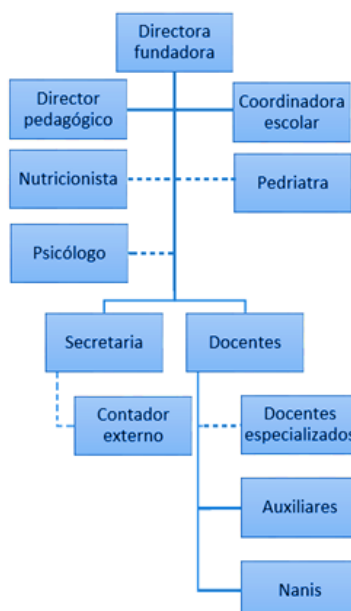 Directora
fundadora
Director
pedagógico
Coordinadora
escolar
Nutricionista
Pedriatra
Psicólogo
Secretaria
Docentes
Contador
externo
Docentes
especializados
Auxiliares
Nanis